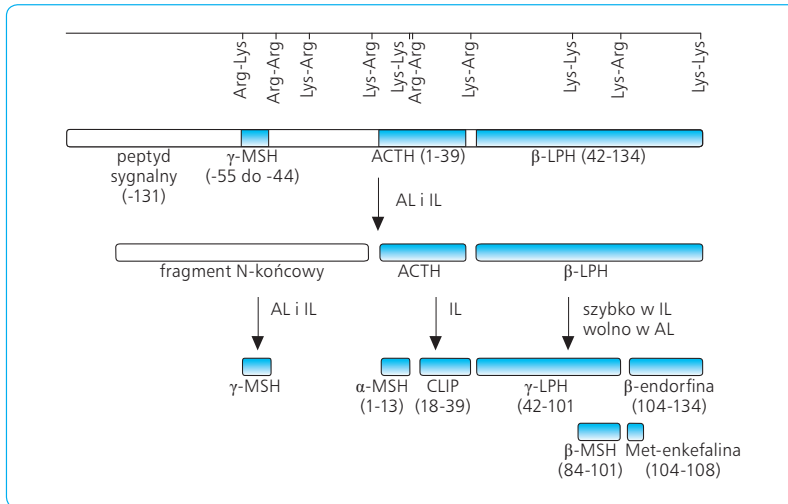 Arg-Lys
Arg-Arg
Lys-Arg
Lys-Arg
Lys-Lys
Arg-Arg
Lys-Arg
Lys-Lys
Lys-Arg
Lys-Lys
peptyd
sygnalny
(-131)
γ-MSH
(-55 do -44)
ACTH (1-39)
β-LPH (42-134)
AL i IL
fragment N-końcowy
ACTH
β-LPH
AL i IL
IL
szybko w IL
wolno w AL
γ-MSH
α-MSH
(1-13)
CLIP
(18-39)
γ-LPH
(42-101
β-endorfina
(104-134)
β-MSH
(84-101)
Met-enkefalina
(104-108)